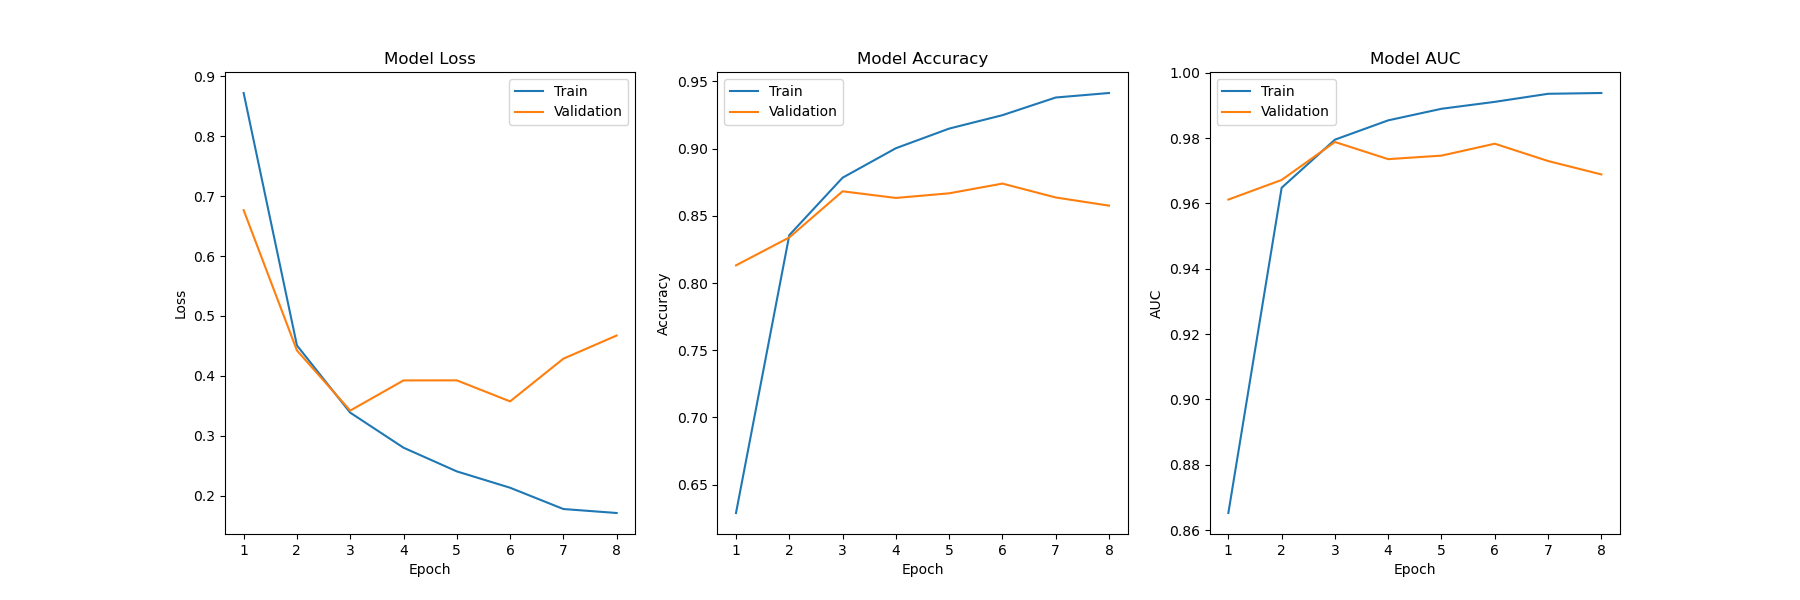 Model Loss
0.9
0.8
0.7
0.6
0.5
0.4
0.3
0.2
Loss
Train
Validation
1 2 3 4 5 6 7 8
Epoch
Model Accuracy
0.95
0.90
0.85
0.80
0.75
0.70
0.65
Accuracy
Train
Validation
1 2 3 4 5 6 7 8
Epoch
Model AUC
1.00
0.98
0.96
0.94
0.92
0.90
0.88
0.86
AUC
Train
Validation
1 2 3 4 5 6 7 8
Epoch